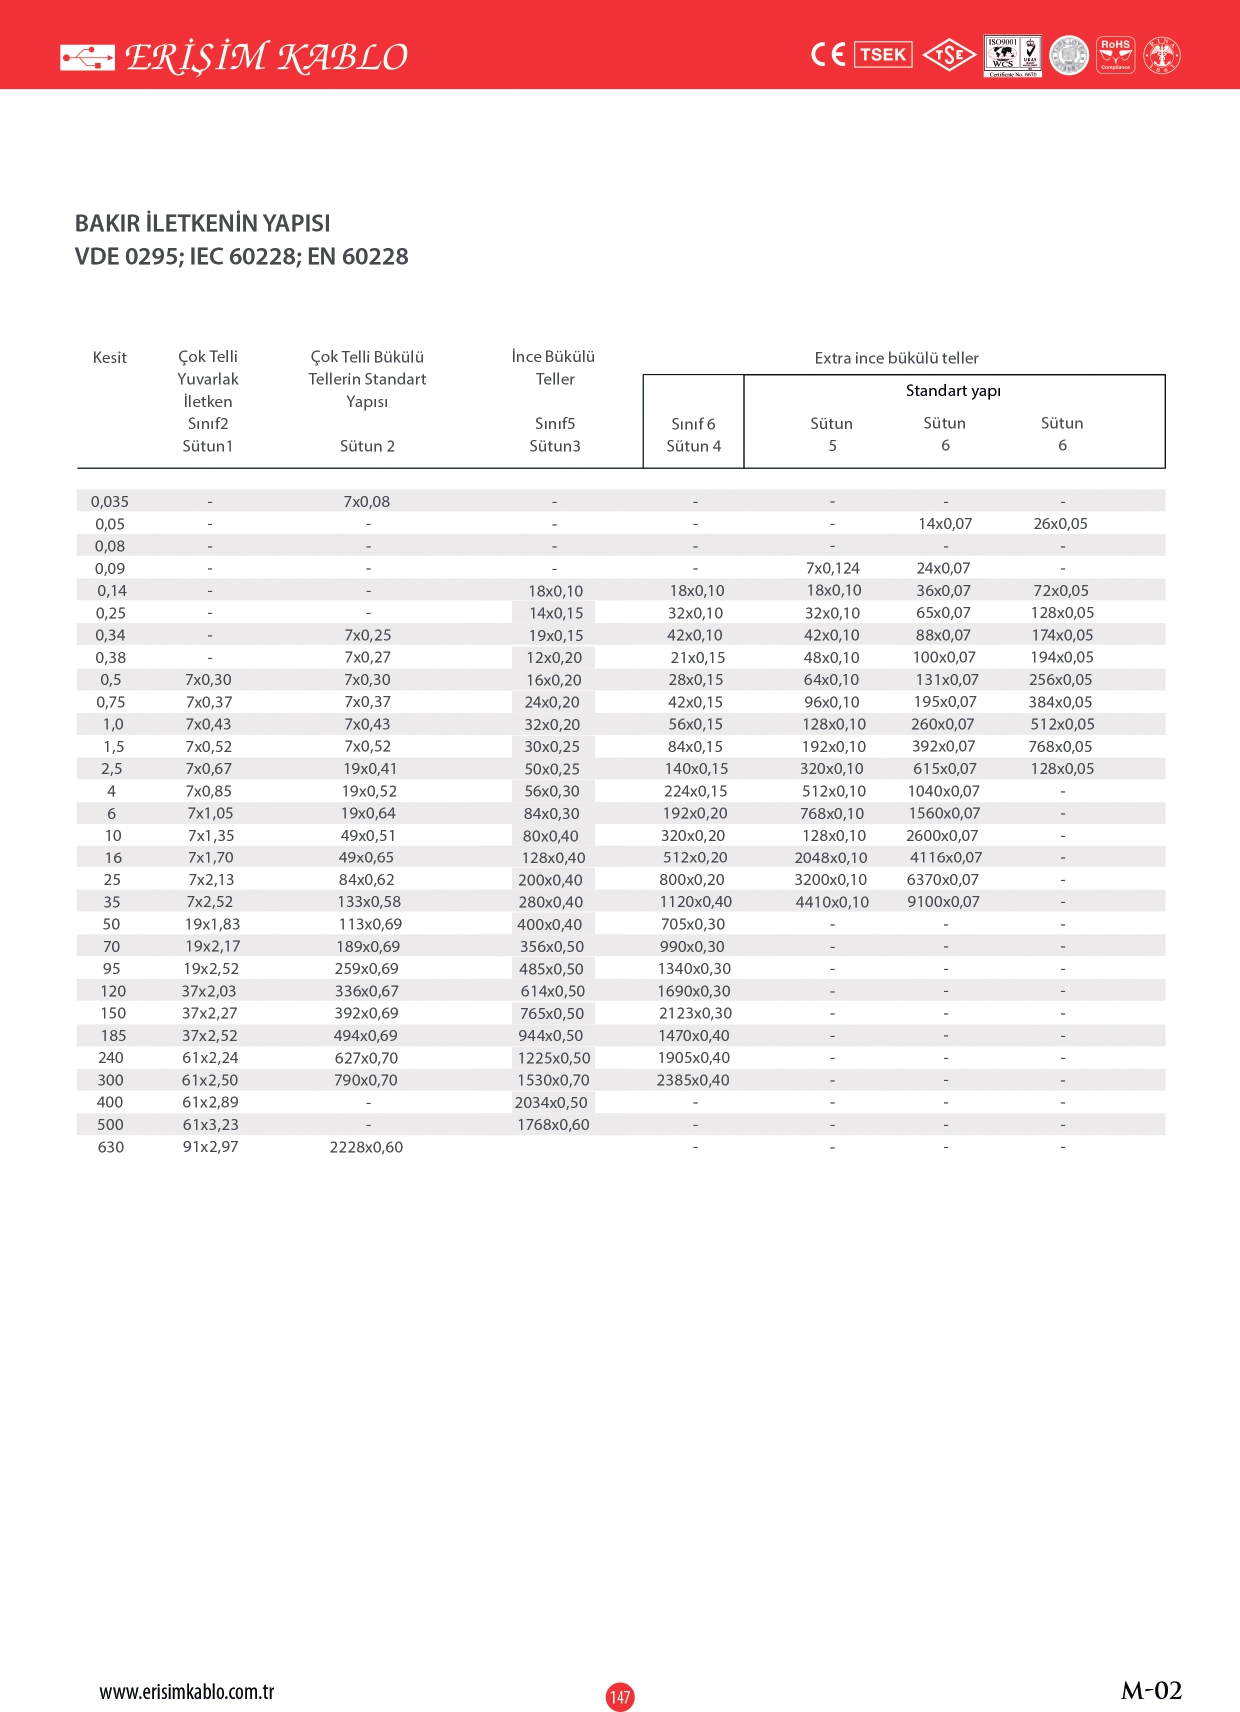 ERİŞİM KABLO
CE TSEK TSE ISO9001 WCS UKAS Certificate No. 6670 RoHS Compliance
BAKIR İLETKENİN YAPISI
VDE 0295; IEC 60228; EN 60228
Kesit Çok Telli Çok Telli Bükülü İnce Bükülü Extra ince bükülü teller
Yuvarlak Tellerin Standart Teller Standart yapı
İletken Yapısı
Sınıf2 Sınıf5 Sınıf 6 Sütun Sütun Sütun
Sütun1 Sütun 2 Sütun3 Sütun 4 5 6 6
0,035 - 7x0,08 - - - - -
0,05 - - - - - 14x0,07 26x0,05
0,08 - - - - - - -
0,09 - - - - 7x0,124 24x0,07 -
0,14 - - 18x0,10 18x0,10 18x0,10 36x0,07 72x0,05
0,25 - - 14x0,15 32x0,10 32x0,10 65x0,07 128x0,05
0,34 - 7x0,25 19x0,15 42x0,10 42x0,10 88x0,07 174x0,05
0,38 - 7x0,27 12x0,20 21x0,15 48x0,10 100x0,07 194x0,05
0,5 7x0,30 7x0,30 16x0,20 28x0,15 64x0,10 131x0,07 256x0,05
0,75 7x0,37 7x0,37 24x0,20 42x0,15 96x0,10 195x0,07 384x0,05
1,0 7x0,43 7x0,43 32x0,20 56x0,15 128x0,10 260x0,07 512x0,05
1,5 7x0,52 7x0,52 30x0,25 84x0,15 192x0,10 392x0,07 768x0,05
2,5 7x0,67 19x0,41 50x0,25 140x0,15 320x0,10 615x0,07 128x0,05
4 7x0,85 19x0,52 56x0,30 224x0,15 512x0,10 1040x0,07 -
6 7x1,05 19x0,64 84x0,30 192x0,20 768x0,10 1560x0,07 -
10 7x1,35 49x0,51 80x0,40 320x0,20 128x0,10 2600x0,07 -
16 7x1,70 49x0,65 128x0,40 512x0,20 2048x0,10 4116x0,07 -
25 7x2,13 84x0,62 200x0,40 800x0,20 3200x0,10 6370x0,07 -
35 7x2,52 133x0,58 280x0,40 1120x0,40 4410x0,10 9100x0,07 -
50 19x1,83 113x0,69 400x0,40 705x0,30 - - -
70 19x2,17 189x0,69 356x0,50 990x0,30 - - -
95 19x2,52 259x0,69 485x0,50 1340x0,30 - - -
120 37x2,03 336x0,67 614x0,50 1690x0,30 - - -
150 37x2,27 392x0,69 765x0,50 2123x0,30 - - -
185 37x2,52 494x0,69 944x0,50 1470x0,40 - - -
240 61x2,24 627x0,70 1225x0,50 1905x0,40 - - -
300 61x2,50 790x0,70 1530x0,70 2385x0,40 - - -
400 61x2,89 - 2034x0,50 - - - -
500 61x3,23 - 1768x0,60 - - - -
630 91x2,97 2228x0,60 - - - -
www.erisimkablo.com.tr 147 M-02